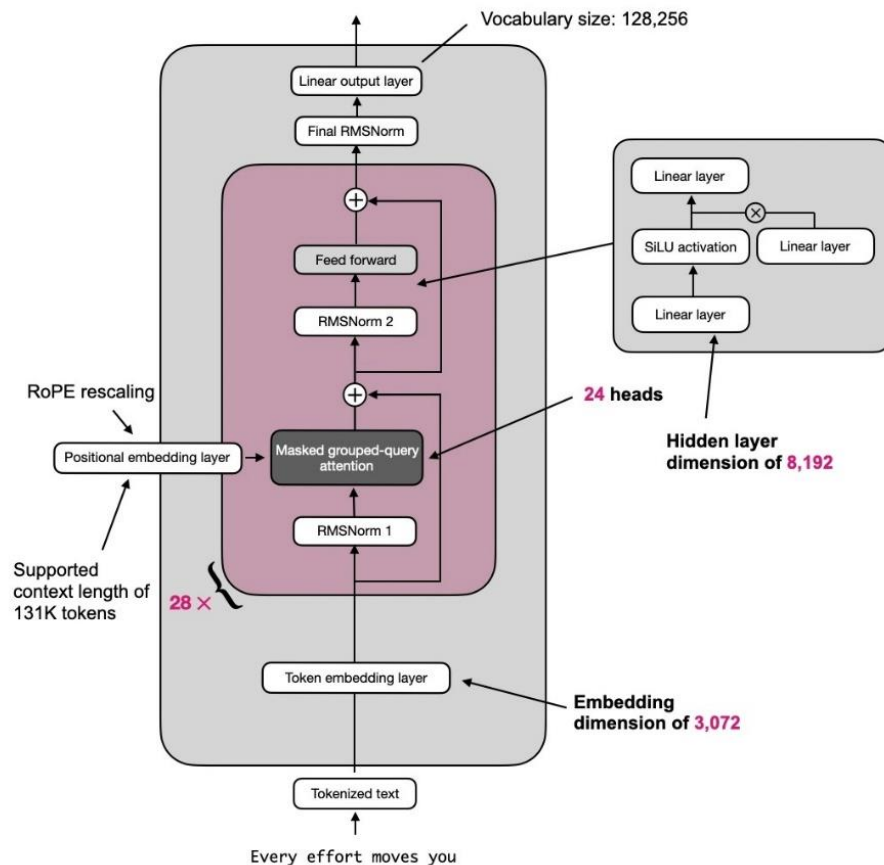 Vocabulary size: 128,256
Linear output layer
Final RMSNorm
Linear layer
SiLU activation
Linear layer
Linear layer
Feed forward
RMSNorm 2
RoPE rescaling
24 heads
Positional embedding layer
Masked grouped-query
attention
Hidden layer
dimension of 8,192
RMSNorm 1
Supported
context length of
131K tokens
28 ×
Token embedding layer
Embedding
dimension of 3,072
Tokenized text
Every effort moves you